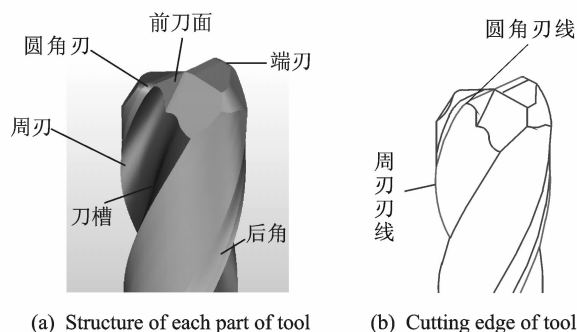 前刀面
圆角刃
端刃
周刃
刀槽
后角
(a) Structure of each part of tool
圆角刃线
周刃刃线
(b) Cutting edge of tool